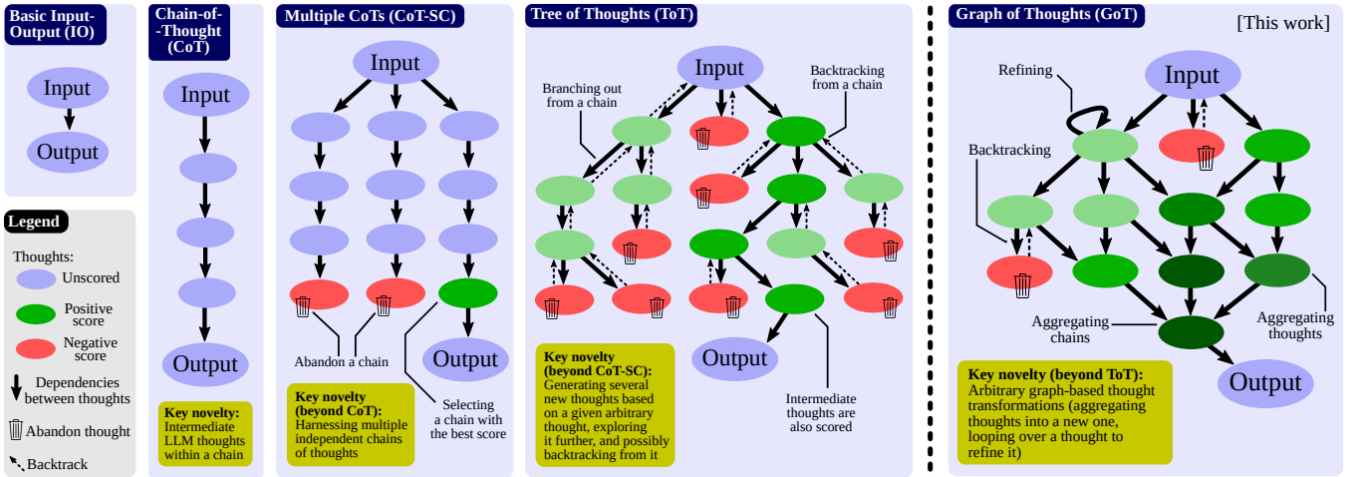 Basic Input-
Output (IO)
Input
Output
Legend
Thoughts:
Unscored
Positive
score
Negative
score
Dependencies
between thoughts
Abandon thought
Backtrack
Chain-of-
-Thought
(CoT)
Input
Output
Key novelty:
Intermediate
LLM thoughts
within a chain
Multiple CoTs (CoT-SC)
Input
Abandon a chain
Output
Key novelty
(beyond CoT):
Harnessing multiple
independent chains
of thoughts
Selecting
a chain with
the best score
Tree of Thoughts (ToT)
Input
Branching out
from a chain
Backtracking
from a chain
Output
Key novelty
(beyond CoT-SC):
Generating several
new thoughts based
on a given arbitrary
thought, exploring
it further, and possibly
backtracking from it
Intermediate
thoughts are
also scored
Graph of Thoughts (GoT)
[This work]
Refining
Input
Backtracking
Aggregating
chains
Aggregating
thoughts
Output
Key novelty (beyond ToT):
Arbitrary graph-based thought
transformations (aggregating
thoughts into a new one,
looping over a thought to
refine it)